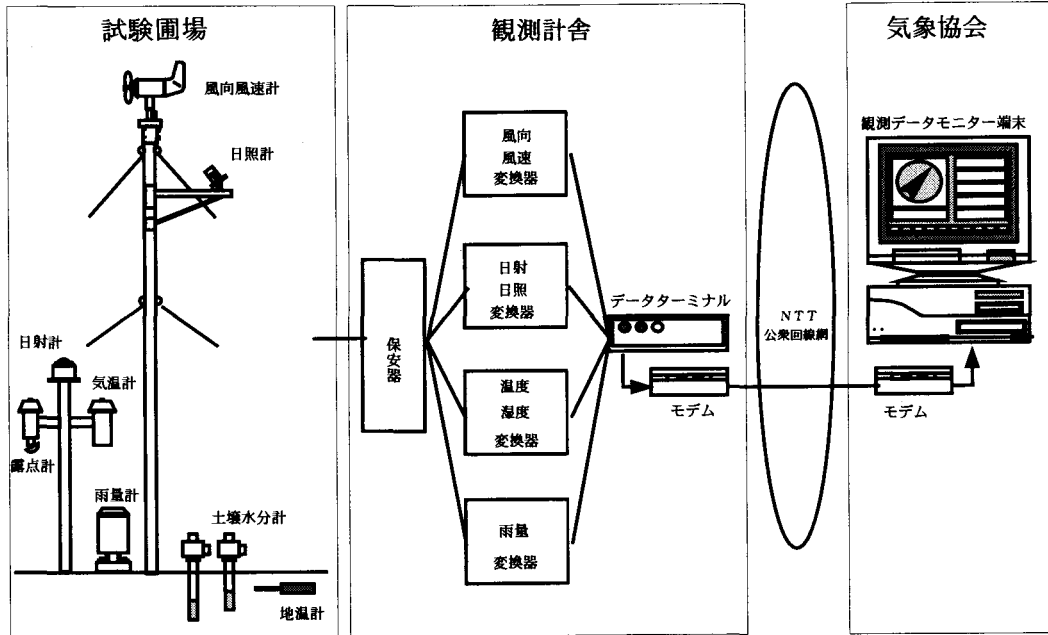 試験圃場
風向風速計
日照計
日射計
気温計
露点計
雨量計
土壌水分計
地温計
観測計舎
保安器
風向
風速
変換器
日射
日照
変換器
温度
湿度
変換器
雨量
変換器
データターミナル
モデム
NTT
公衆回線網
気象協会
観測データモニター端末
モデム